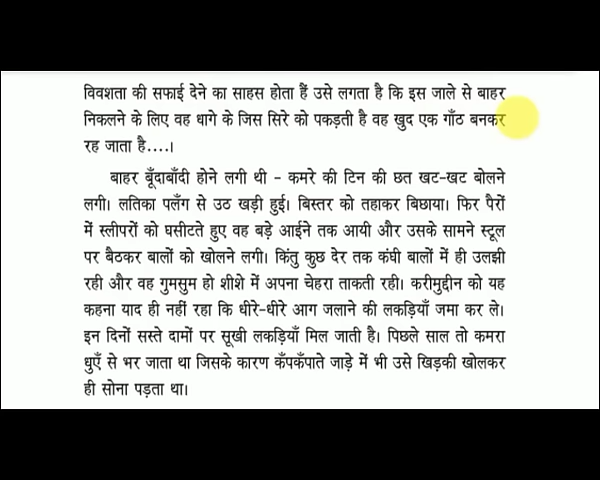 विवशता की सफाई देने का साहस होता हैं उसे लगता है कि इस जाले से बाहर
निकलने के लिए वह धागे के जिस सिरे को पकड़ती है वह खुद एक गाँठ बनकर
रह जाता है....।
बाहर बूँदाबाँदी होने लगी थी - कमरे की टिन की छत खट-खट बोलने
लगी। लतिका पलँग से उठ खड़ी हुई। बिस्तर को तहाकर बिछाया। फिर पैरों
में स्लीपरों को घसीटते हुए वह बड़े आईने तक आयी और उसके सामने स्टूल
पर बैठकर बालों को खोलने लगी। किंतु कुछ देर तक कंघी बालों में ही उलझी
रही और वह गुमसुम हो शीशे में अपना चेहरा ताकती रही। करीमुद्दीन को यह
कहना याद ही नहीं रहा कि धीरे-धीरे आग जलाने की लकड़ियाँ जमा कर ले।
इन दिनों सस्ते दामों पर सूखी लकड़ियाँ मिल जाती है। पिछले साल तो कमरा
धुएँ से भर जाता था जिसके कारण कँपकँपाते जाड़े में भी उसे खिड़की खोलकर
ही सोना पड़ता था।